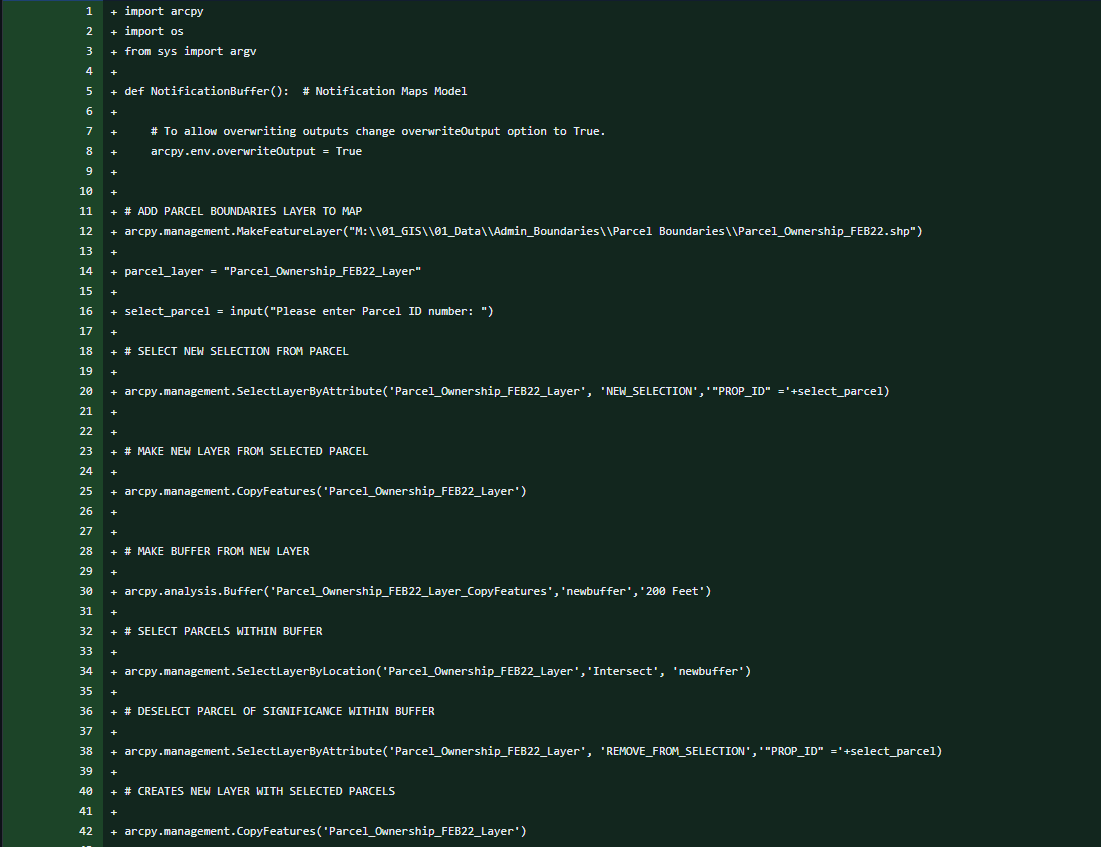 1 + import arcpy
2 + import os
3 + from sys import argv
4 +
5 + def NotificationBuffer():  # Notification Maps Model
6 +
7 +     # To allow overwriting outputs change overwriteOutput option to True.
8 +     arcpy.env.overwriteOutput = True
9 +
10 +
11 + # ADD PARCEL BOUNDARIES LAYER TO MAP
12 + arcpy.management.MakeFeatureLayer("M:\\01_GIS\\01_Data\\Admin_Boundaries\\Parcel Boundaries\\Parcel_Ownership_FEB22.shp")
13 +
14 + parcel_layer = "Parcel_Ownership_FEB22_Layer"
15 +
16 + select_parcel = input("Please enter Parcel ID number: ")
17 +
18 + # SELECT NEW SELECTION FROM PARCEL
19 +
20 + arcpy.management.SelectLayerByAttribute('Parcel_Ownership_FEB22_Layer', 'NEW_SELECTION','"PROP_ID" ='+select_parcel)
21 +
22 +
23 + # MAKE NEW LAYER FROM SELECTED PARCEL
24 +
25 + arcpy.management.CopyFeatures('Parcel_Ownership_FEB22_Layer')
26 +
27 +
28 + # MAKE BUFFER FROM NEW LAYER
29 +
30 + arcpy.analysis.Buffer('Parcel_Ownership_FEB22_Layer_CopyFeatures','newbuffer','200 Feet')
31 +
32 + # SELECT PARCELS WITHIN BUFFER
33 +
34 + arcpy.management.SelectLayerByLocation('Parcel_Ownership_FEB22_Layer','Intersect', 'newbuffer')
35 +
36 + # DESELECT PARCEL OF SIGNIFICANCE WITHIN BUFFER
37 +
38 + arcpy.management.SelectLayerByAttribute('Parcel_Ownership_FEB22_Layer', 'REMOVE_FROM_SELECTION','"PROP_ID" ='+select_parcel)
39 +
40 + # CREATES NEW LAYER WITH SELECTED PARCELS
41 +
42 + arcpy.management.CopyFeatures('Parcel_Ownership_FEB22_Layer')